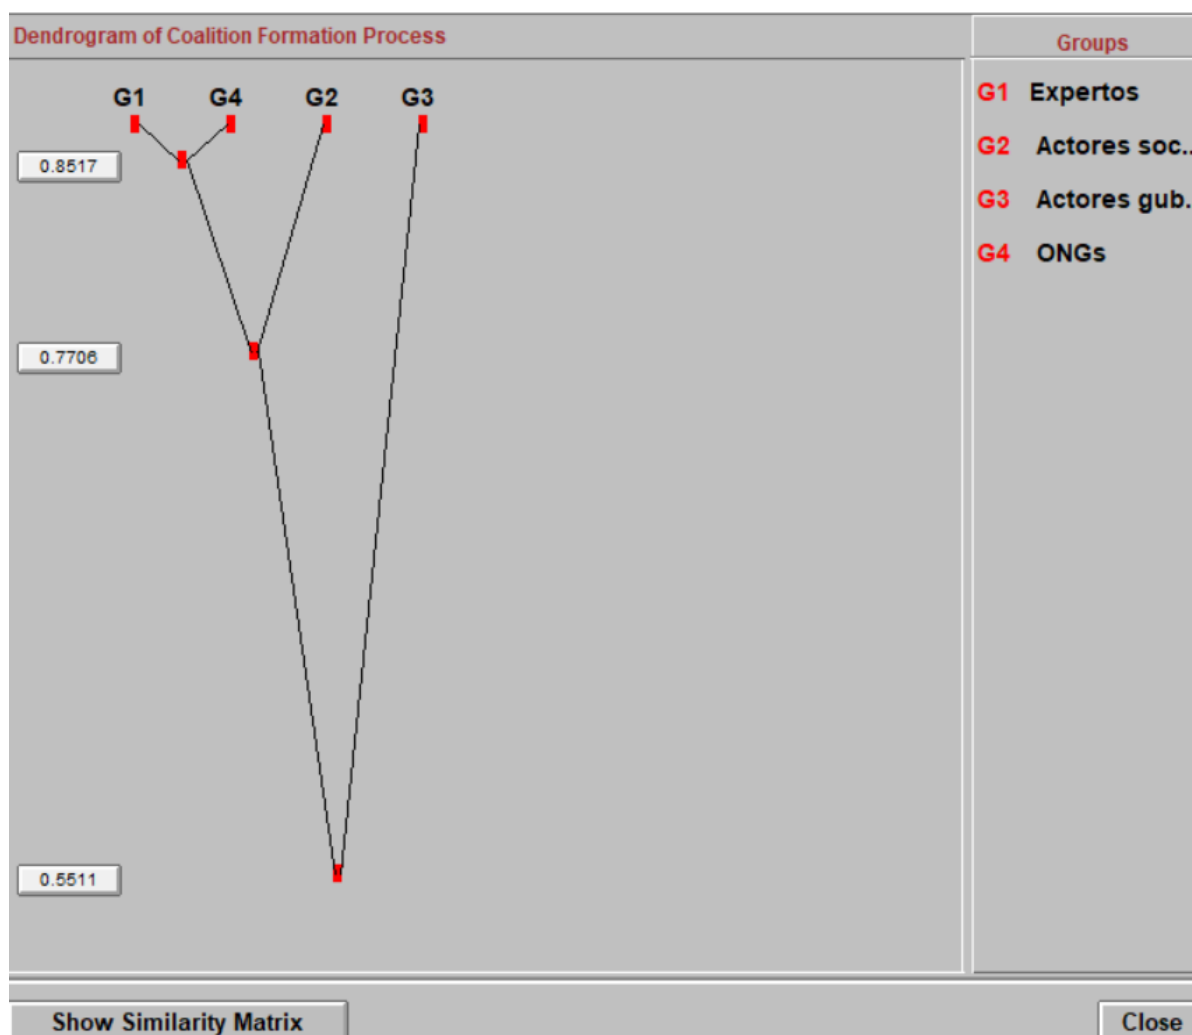 Dendrogram of Coalition Formation Process
Groups
G1 G4 G2 G3
0.8517
0.7706
0.5511
G1 Expertos
G2 Actores soc..
G3 Actores gub.
G4 ONGs
Show Similarity Matrix
Close